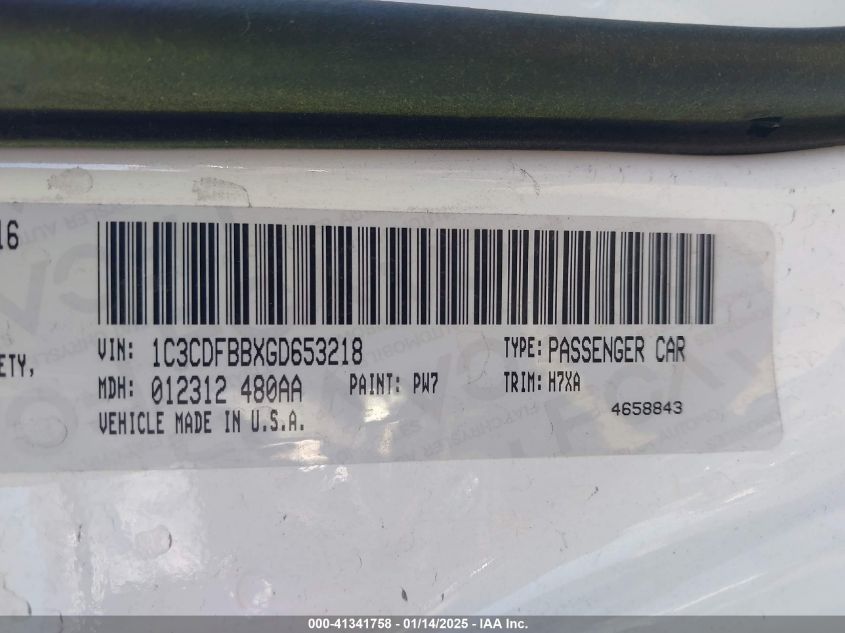 16
VIN: 1C3CDFBBXGD653218 TYPE: PASSENGER CAR
ETY,
MDH: 012312 480AA PAINT: PW7 TRIM: H7XA
4658843
VEHICLE MADE IN U.S.A.
000-41341758 - 01/14/2025 - IAA Inc.